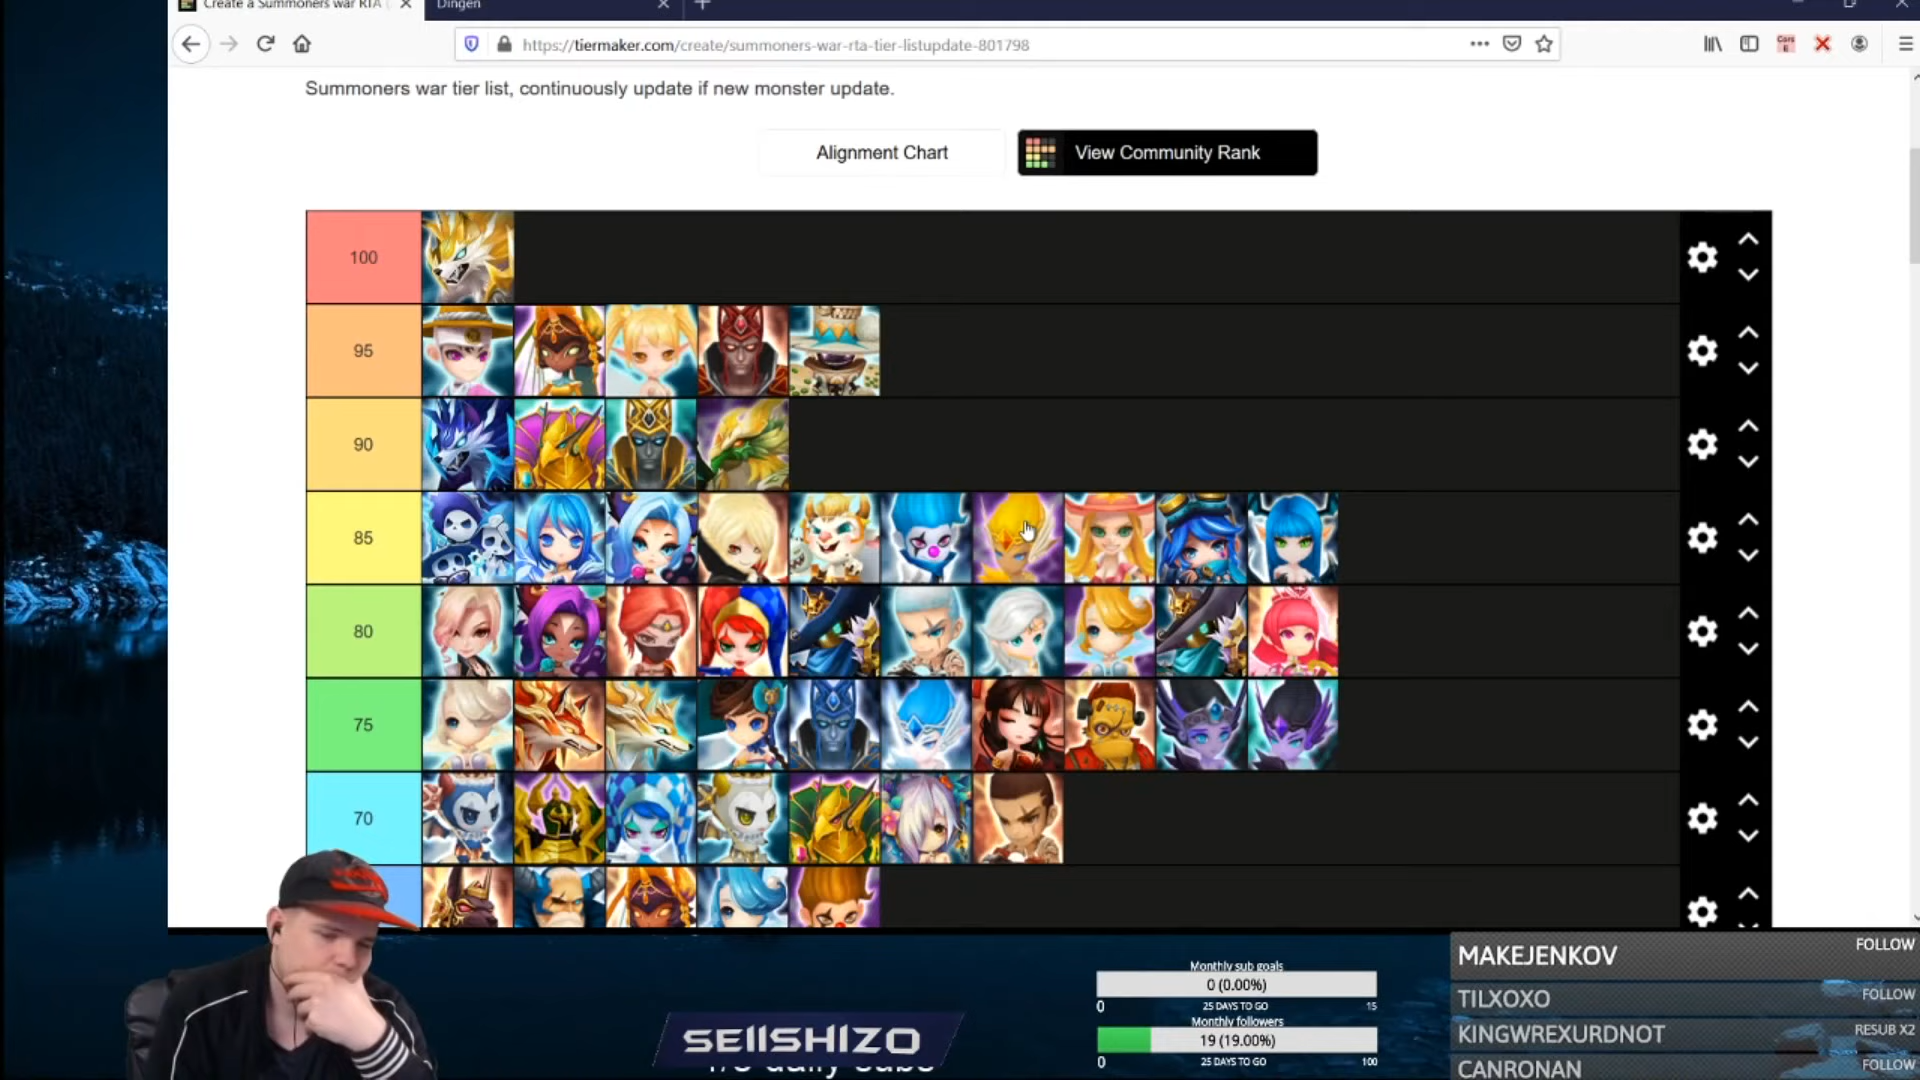 Create a Summoners war RTA (
Dingen
https://tiermaker.com/create/summoners-war-rta-tier-listupdate-801798
Summoners war tier list, continuously update if new monster update.
Alignment Chart
View Community Rank
100
95
90
85
80
75
70
Monthly sub goals
0 (0.00%)
0
25 DAYS TO GO
15
Monthly followers
19 (19.00%)
0
25 DAYS TO GO
100
SEllSHIZO
daily subs
MAKEJENKOV
FOLLOW
TILXOXO
FOLLOW
KINGWREXURDNOT
RESUB X2
CANRONAN
FOLLOW